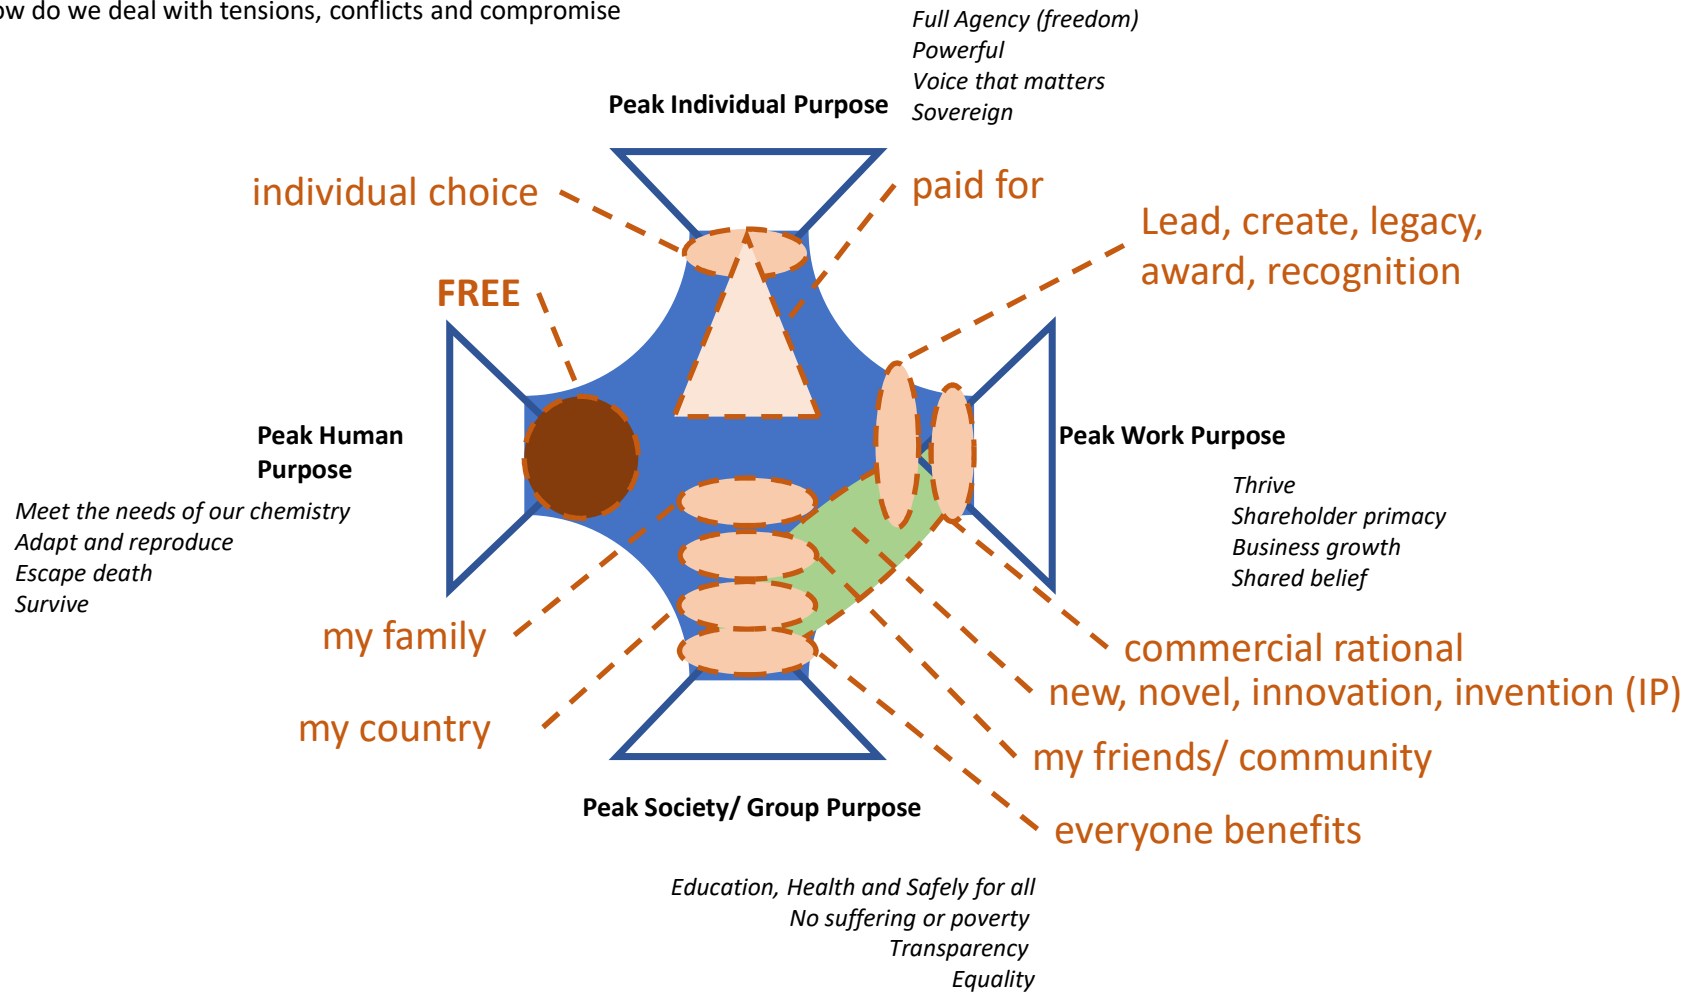 ow do we deal with tensions, conflicts and compromise
Full Agency (freedom)
Powerful
Voice that matters
Sovereign
Peak Individual Purpose
individual choice
paid for
Lead, create, legacy,
award, recognition
FREE
Peak Human
Purpose
Meet the needs of our chemistry
Adapt and reproduce
Escape death
Survive
Peak Work Purpose
Thrive
Shareholder primacy
Business growth
Shared belief
my family
my country
commercial rational
new, novel, innovation, invention (IP)
my friends/ community
everyone benefits
Peak Society/ Group Purpose
Education, Health and Safely for all
No suffering or poverty
Transparency
Equality